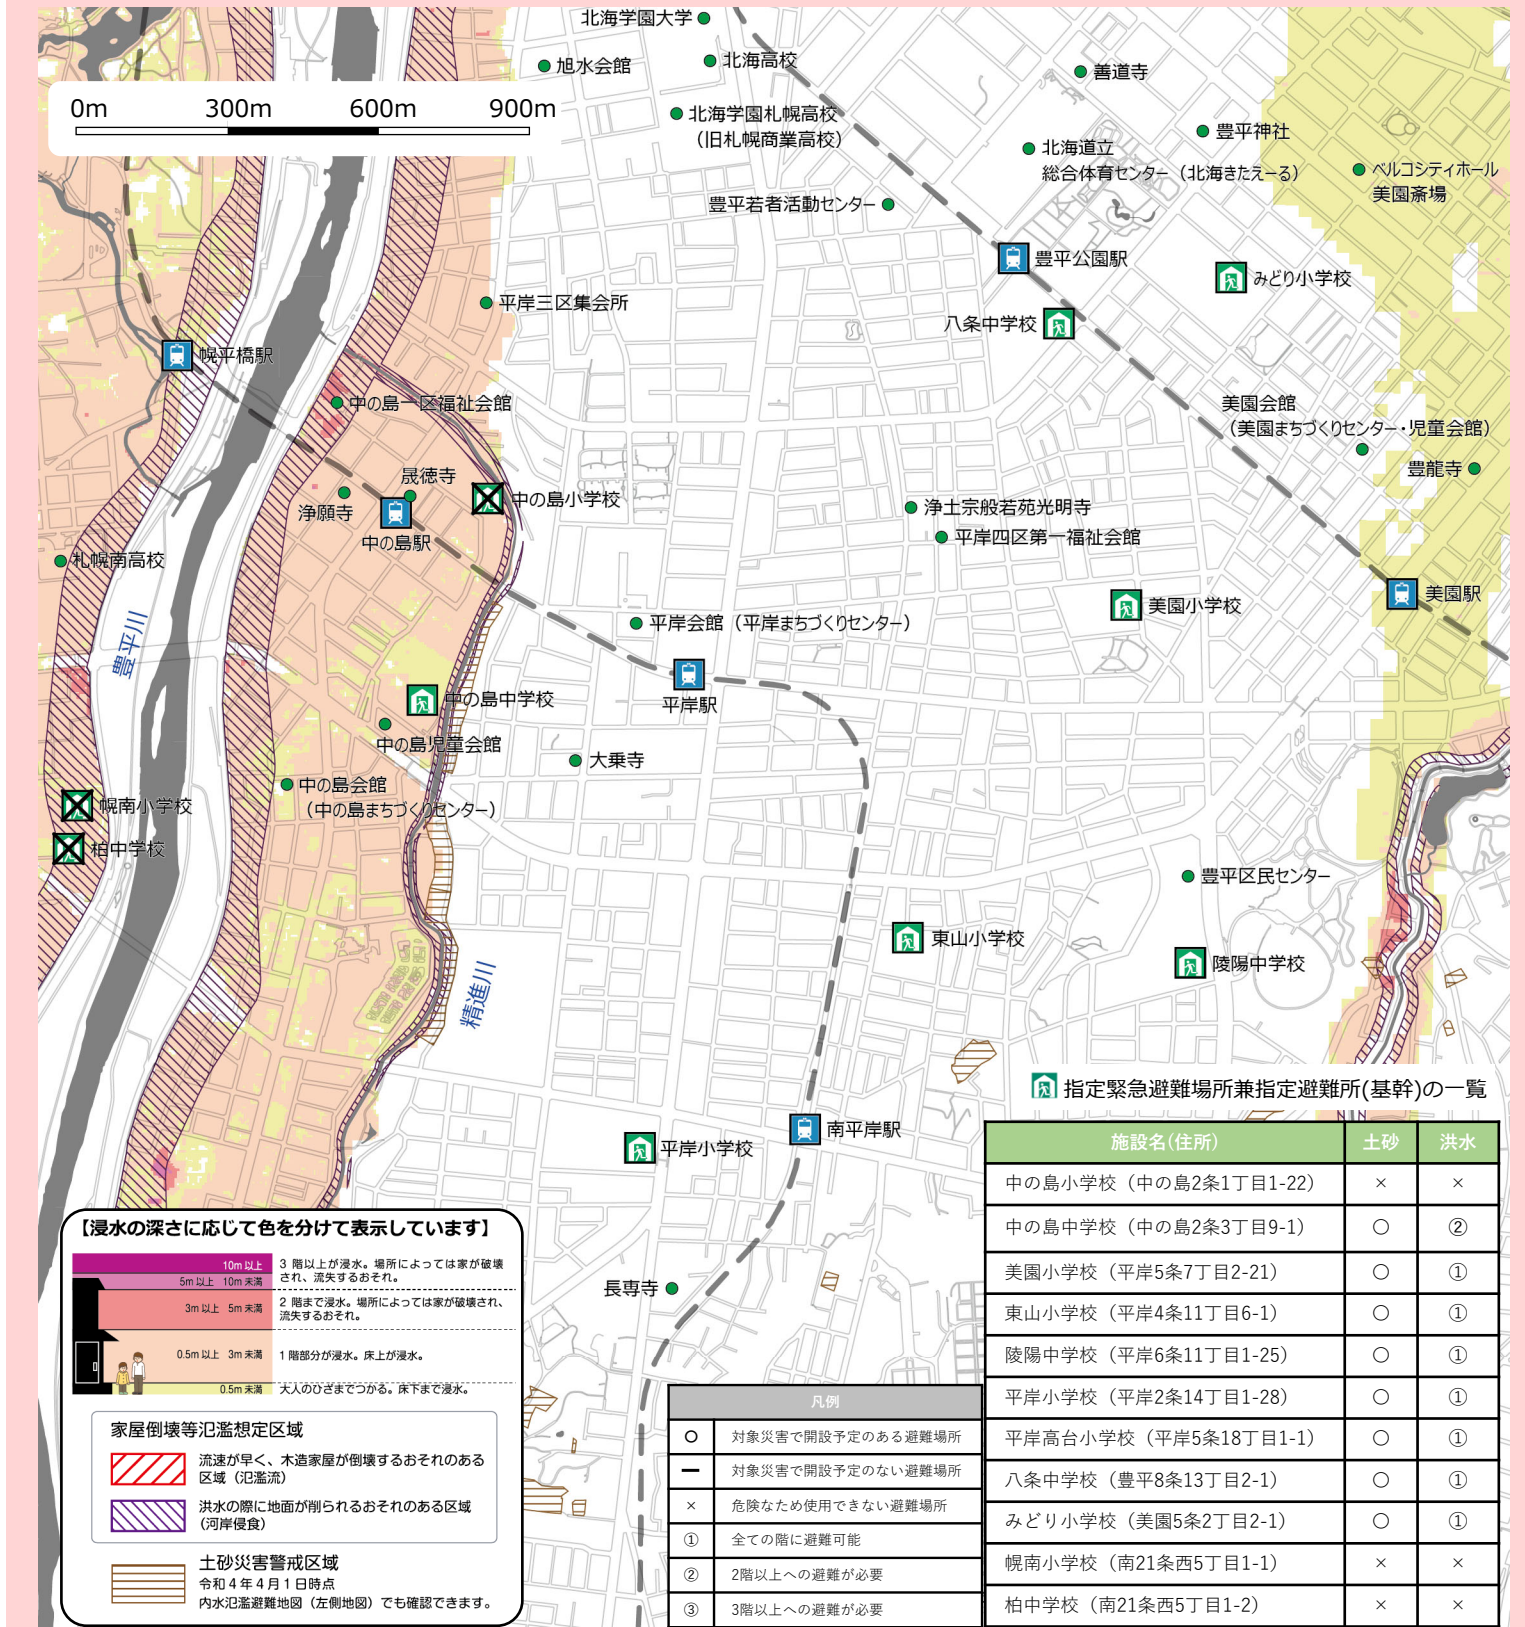 北海学園大学
旭水会館
北海高校
善道寺
0m 300m 600m 900m
北海学園札幌高校
(旧札幌商業高校)
豊平神社
北海道立
総合体育センター（北海きたえーる）
ベルコシティホール
美園斎場
豊平若者活動センター
豊平公園駅
みどり小学校
平岸三区集会所
八条中学校
幌平橋駅
中の島一区福祉会館
美園会館
（美園まちづくりセンター・児童会館）
豊龍寺
晟徳寺
中の島小学校
浄願寺
中の島駅
浄土宗般若苑光明寺
平岸四区第一福祉会館
札幌南高校
美園駅
美園小学校
豊平川
平岸会館（平岸まちづくりセンター）
平岸駅
中の島中学校
中の島児童会館
大乗寺
中の島会館
（中の島まちづくりセンター）
幌南小学校
柏中学校
豊平区民センター
東山小学校
陵陽中学校
精進川
南平岸駅
平岸小学校
長専寺
指定緊急避難場所兼指定避難所(基幹)の一覧
施設名(住所) 土砂 洪水
中の島小学校（中の島2条1丁目1-22） × ×
中の島中学校（中の島2条3丁目9-1） ○ ②
美園小学校（平岸5条7丁目2-21） ○ ①
東山小学校（平岸4条11丁目6-1） ○ ①
陵陽中学校（平岸6条11丁目1-25） ○ ①
平岸小学校（平岸2条14丁目1-28） ○ ①
平岸高台小学校（平岸5条18丁目1-1） ○ ①
八条中学校（豊平8条13丁目2-1） ○ ①
みどり小学校（美園5条2丁目2-1） ○ ①
幌南小学校（南21条西5丁目1-1） × ×
柏中学校（南21条西5丁目1-2） × ×
凡例
○ 対象災害で開設予定のある避難場所
ー 対象災害で開設予定のない避難場所
× 危険なため使用できない避難場所
① 全ての階に避難可能
② 2階以上への避難が必要
③ 3階以上への避難が必要
【浸水の深さに応じて色を分けて表示しています】
10m 以上
5m 以上 10m 未満
3 階以上が浸水。場所によっては家が破壊
され、流失するおそれ。
3m 以上 5m 未満
2 階まで浸水。場所によっては家が破壊され、
流失するおそれ。
0.5m 以上 3m 未満
1 階部分が浸水。床上が浸水。
0.5m 未満
大人のひざまでつかる。床下まで浸水。
家屋倒壊等氾濫想定区域
流速が早く、木造家屋が倒壊するおそれのある
区域（氾濫流）
洪水の際に地面が削られるおそれのある区域
（河岸侵食）
土砂災害警戒区域
令和４年４月１日時点
内水氾濫避難地図（左側地図）でも確認できます。